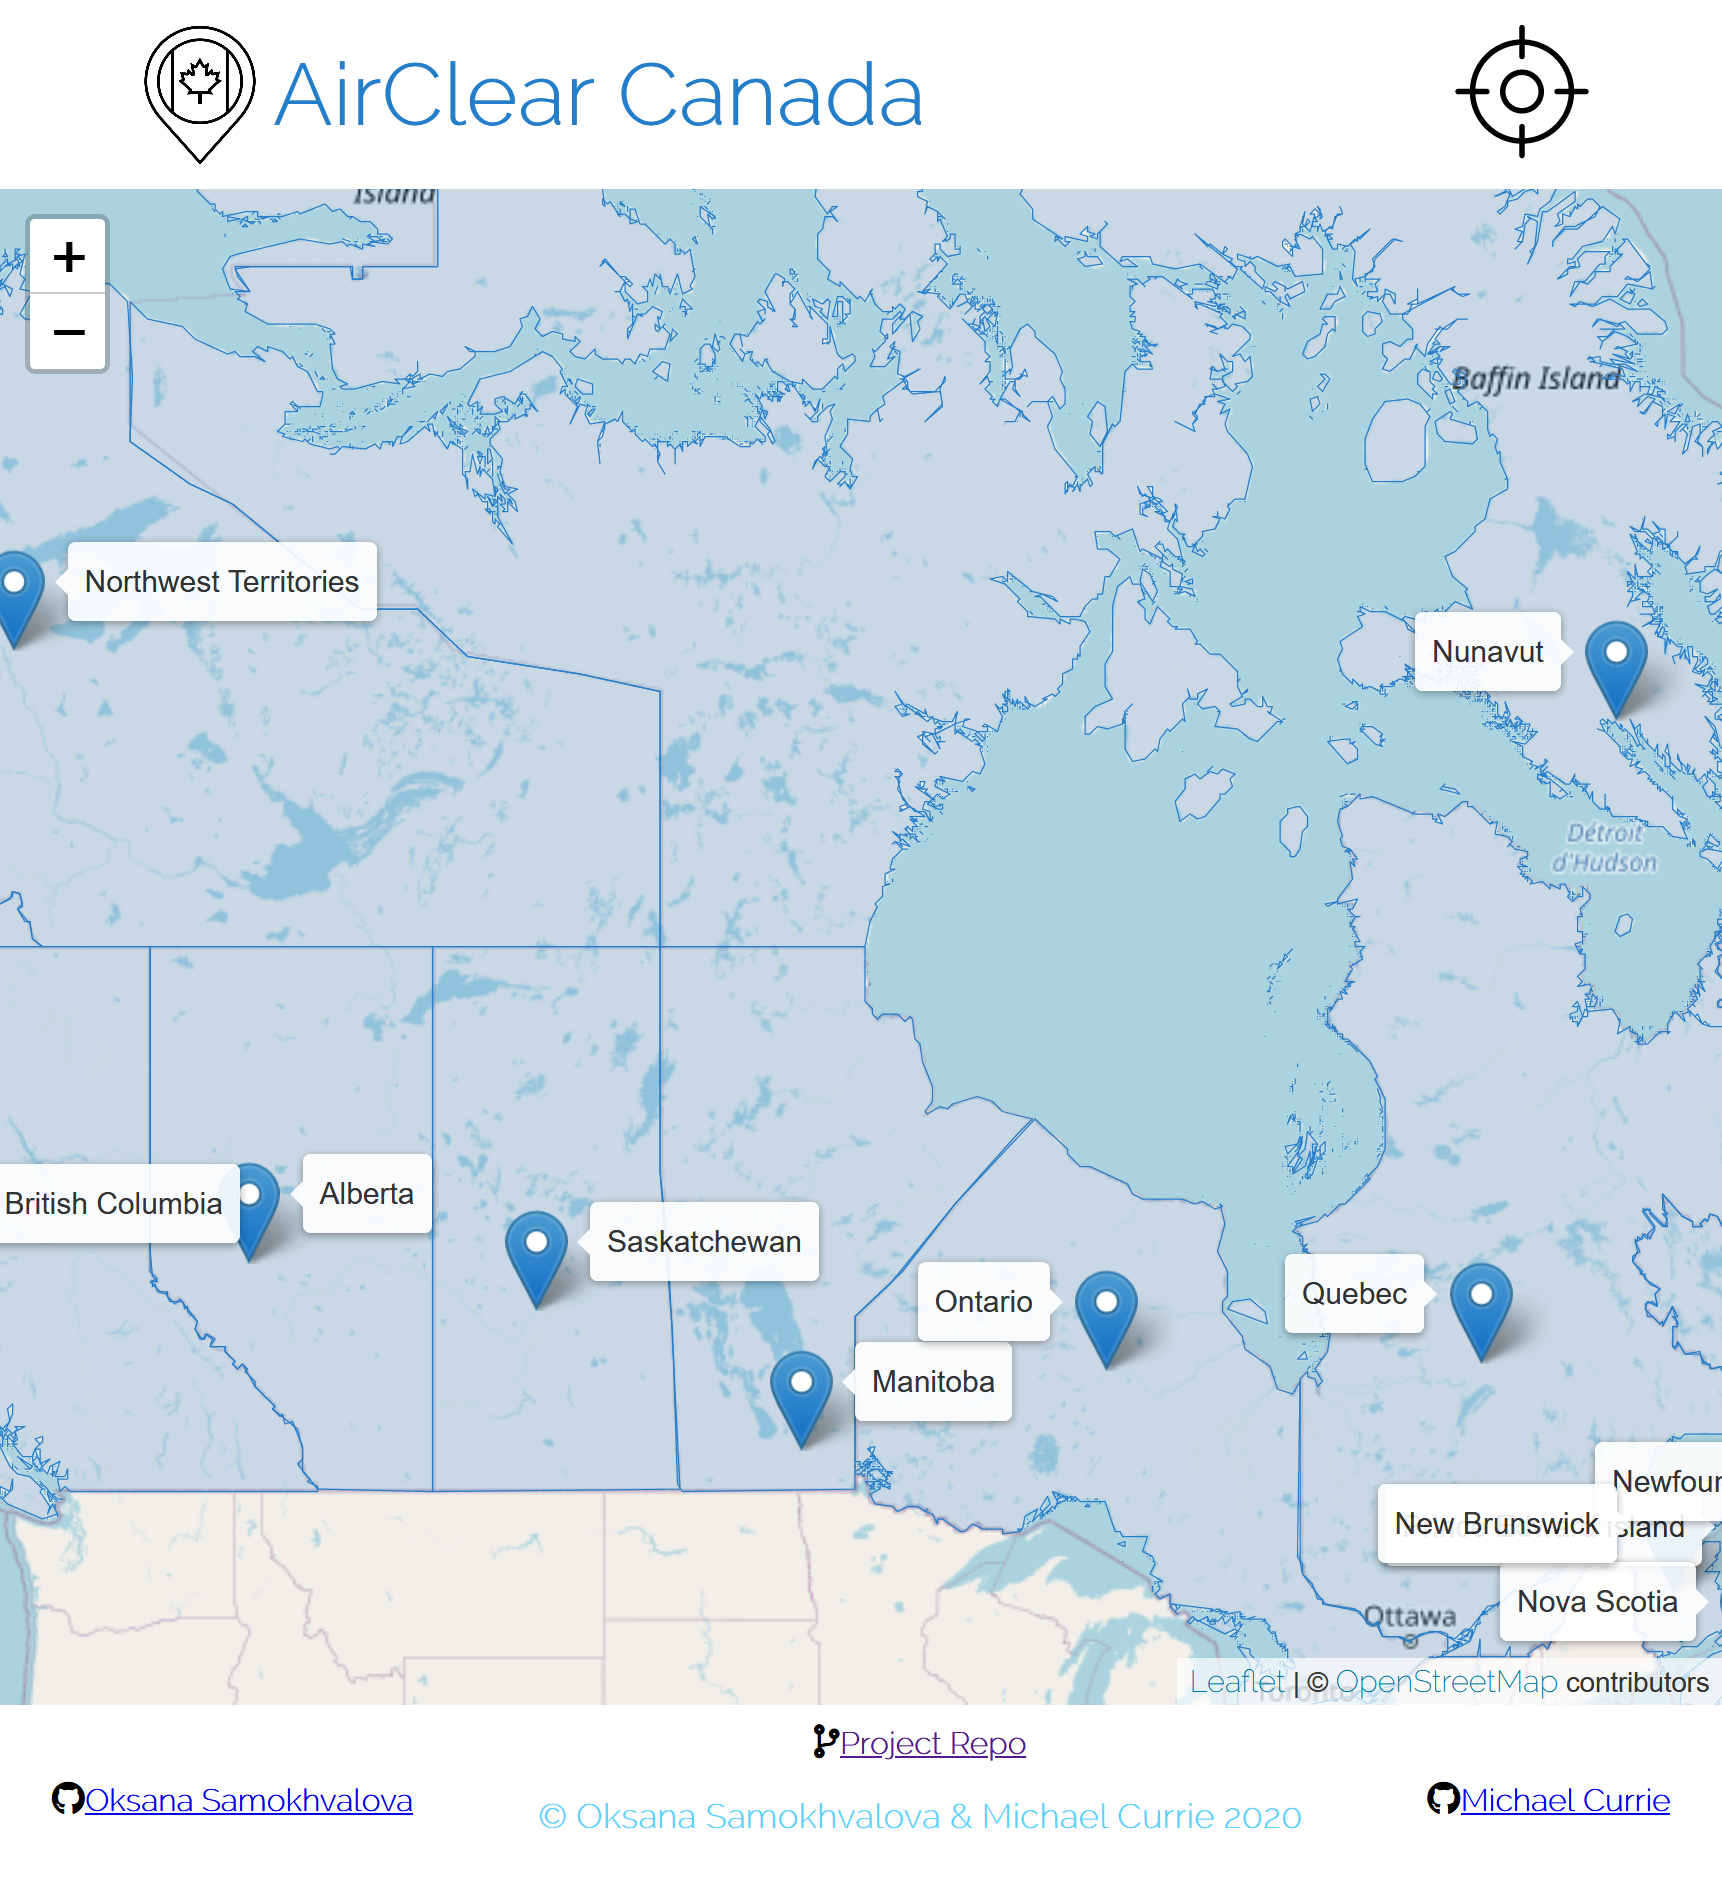 AirClear Canada
Island
+
−
Baffin Island
Northwest Territories
Nunavut
Détroit
d'Hudson
British Columbia
Alberta
Saskatchewan
Ontario
Quebec
Manitoba
Newfoun
New Brunswick
Island
Nova Scotia
Ottawa
Leaflet | © OpenStreetMap contributors
Project Repo
Oksana Samokhvalova
Michael Currie
© Oksana Samokhvalova & Michael Currie 2020